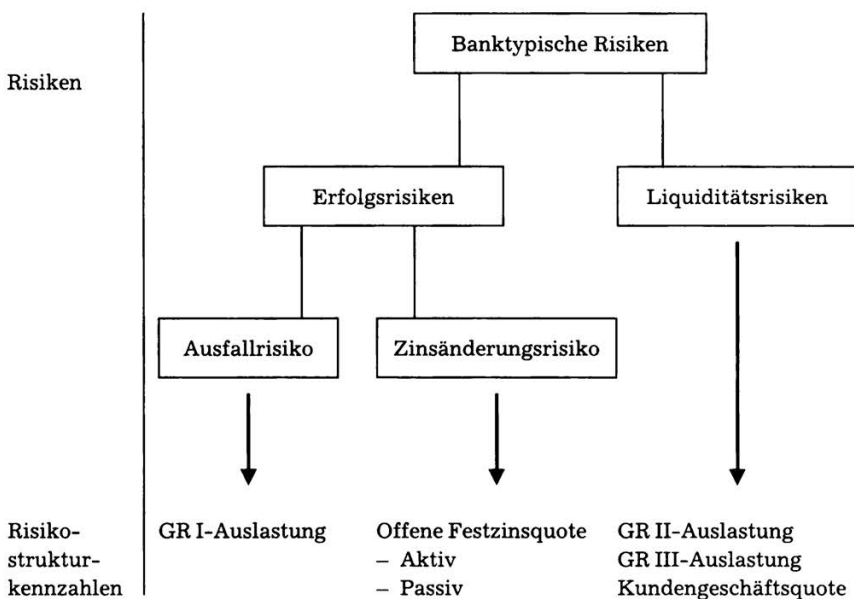 Banktypische Risiken
Risiken
Erfolgsrisiken
Liquiditätsrisiken
Ausfallrisiko
Zinsänderungsrisiko
Risiko-
struktur-
kennzahlen
GR I-Auslastung
Offene Festzinsquote
– Aktiv
– Passiv
GR II-Auslastung
GR III-Auslastung
Kundengeschäftsquote